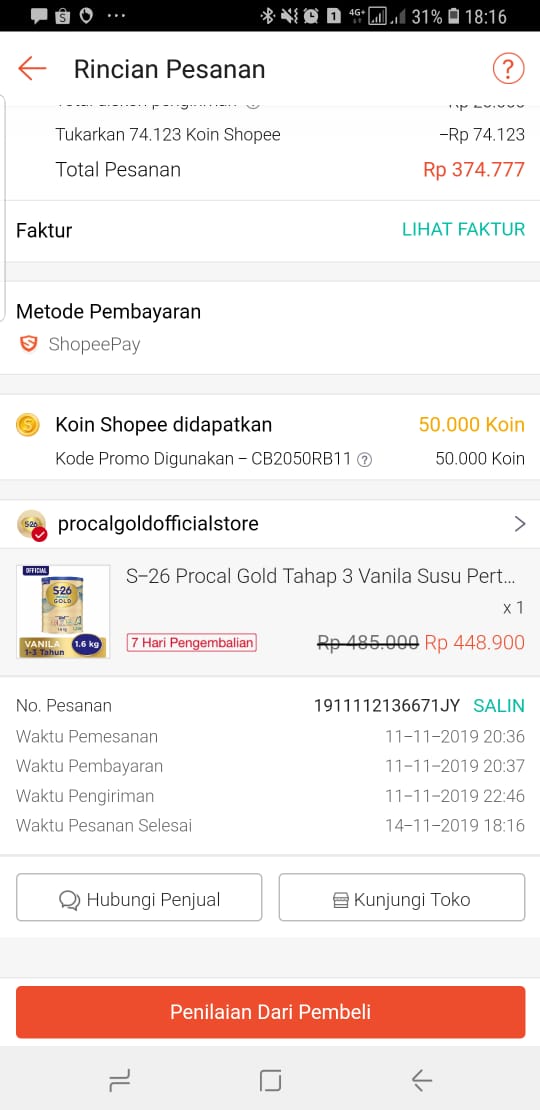 4G+ 31% 18:16
Rincian Pesanan
Tukarkan 74.123 Koin Shopee -Rp 74.123
Total Pesanan Rp 374.777
Faktur LIHAT FAKTUR
Metode Pembayaran
ShopeePay
Koin Shopee didapatkan 50.000 Koin
Kode Promo Digunakan - CB2050RB11 50.000 Koin
procalgoldofficialstore
OFFICIAL
S-26
GOLD
VANILA 1.6 kg
1-3 Tahun
S-26 Procal Gold Tahap 3 Vanila Susu Pert...
x 1
7 Hari Pengembalian Rp 485.000 Rp 448.900
No. Pesanan 1911112136671JY SALIN
Waktu Pemesanan 11-11-2019 20:36
Waktu Pembayaran 11-11-2019 20:37
Waktu Pengiriman 11-11-2019 22:46
Waktu Pesanan Selesai 14-11-2019 18:16
Hubungi Penjual Kunjungi Toko
Penilaian Dari Pembeli